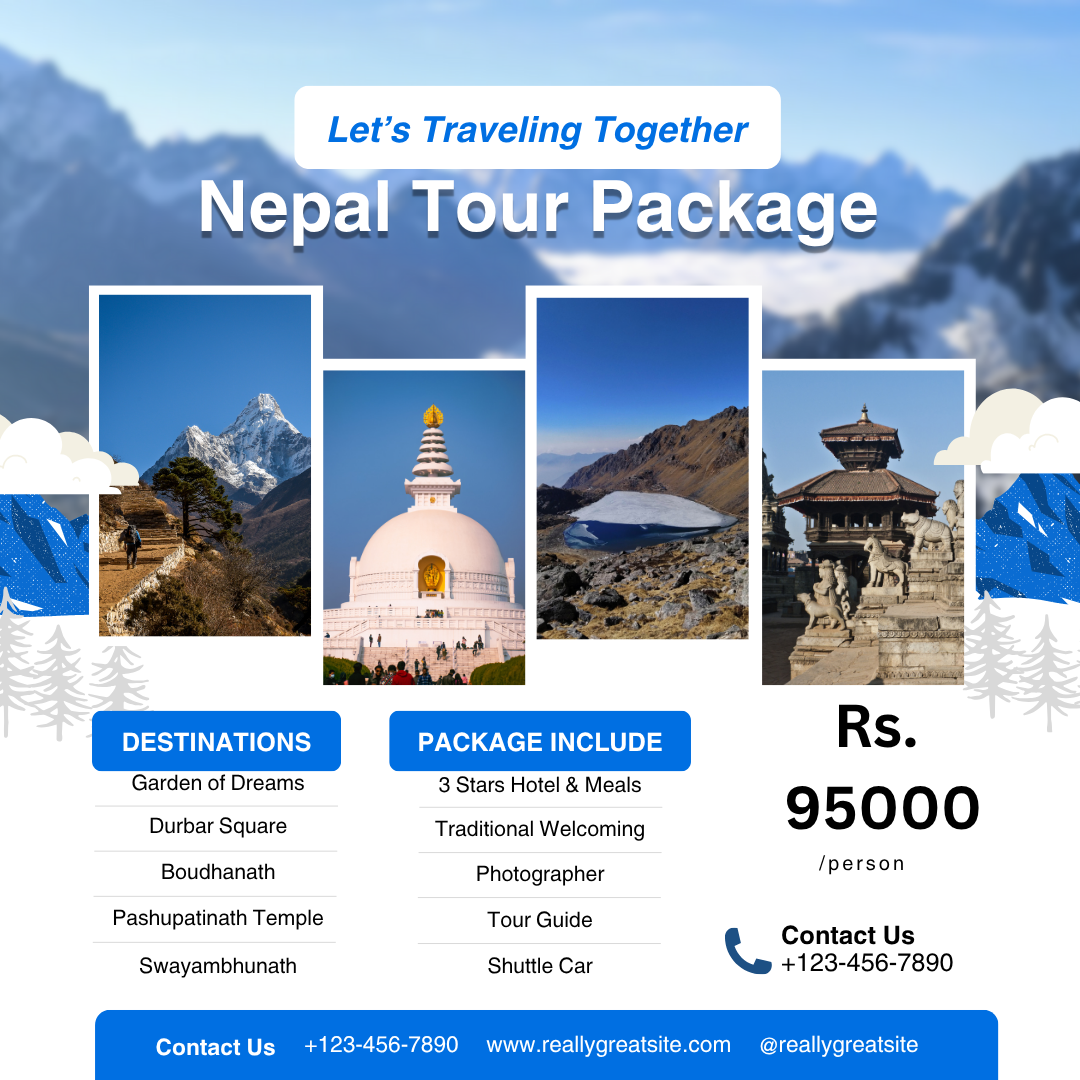 Let's Traveling Together
Nepal Tour Package
DESTINATIONS
Garden of Dreams
Durbar Square
Boudhanath
Pashupatinath Temple
Swayambhunath
PACKAGE INCLUDE
3 Stars Hotel & Meals
Traditional Welcoming
Photographer
Tour Guide
Shuttle Car
Rs.
95000
/person
Contact Us
+123-456-7890
Contact Us +123-456-7890 www.reallygreatsite.com @reallygreatsite